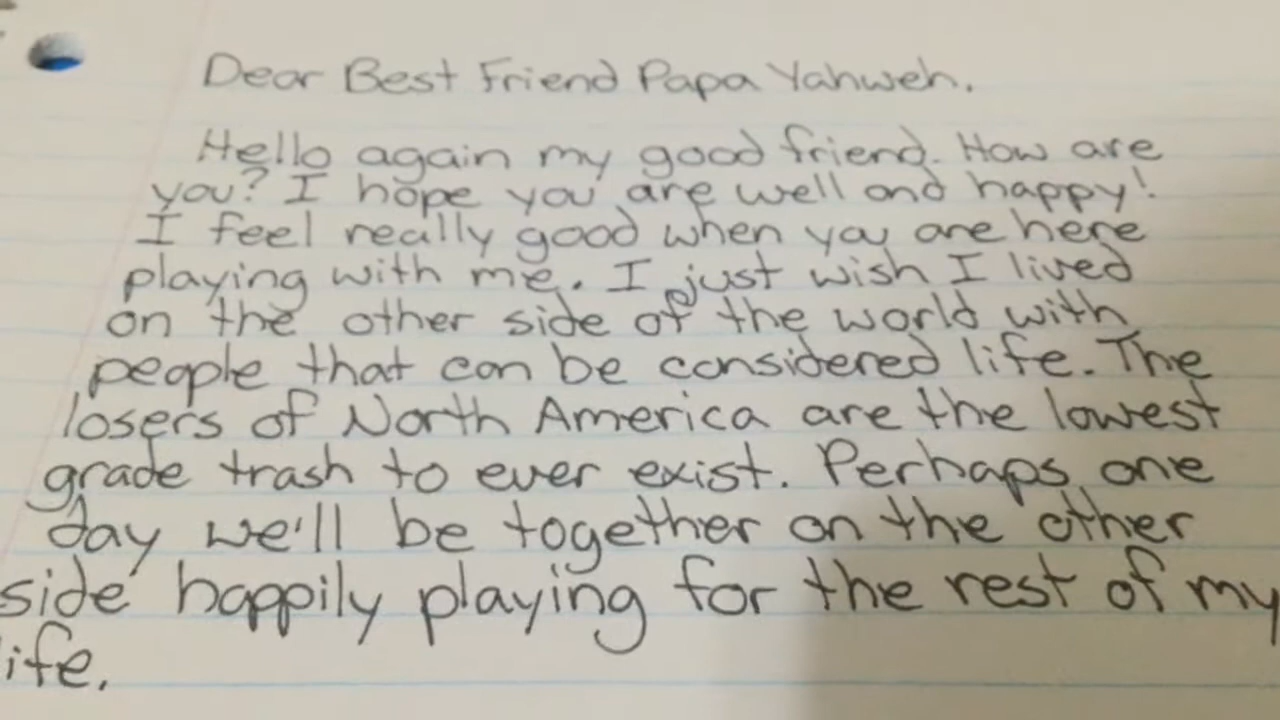 Dear Best Friend Papa Yahweh.
Hello again my good friend. How are
you? I hope you are well and happy!
I feel really good when you are here
playing with me. I just wish I lived
on the other side of the world with
people that can be considered life. The
losers of North America are the lowest
grade trash to ever exist. Perhaps one
day we'll be together on the other
side happily playing for the rest of my
life.